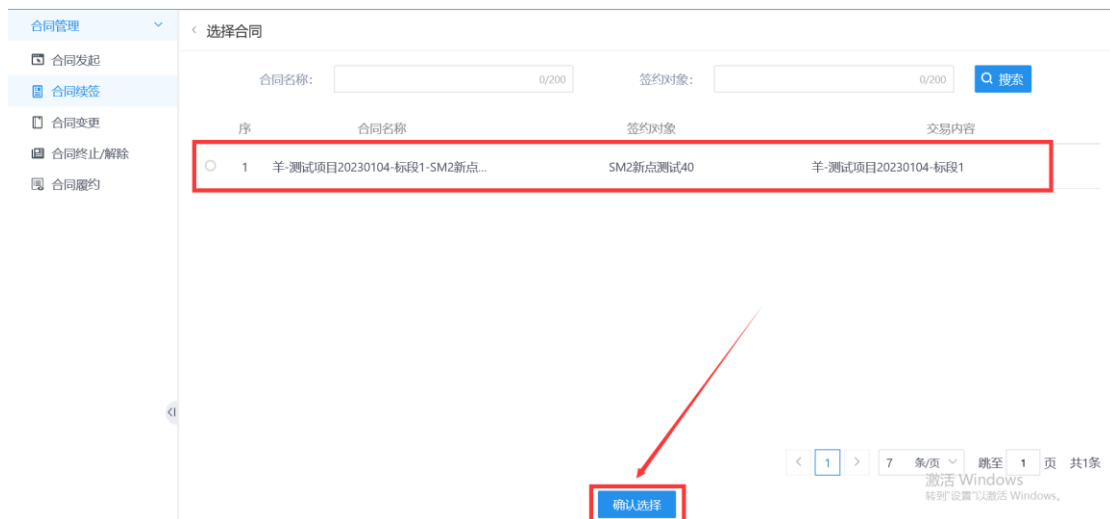 合同管理
选择合同
合同发起
合同名称： 0/200 签约对象： 0/200 搜索
合同续签
合同变更
序 合同名称 签约对象 交易内容
合同终止/解除
1 羊-测试项目20230104-标段1-SM2新点... SM2新点测试40 羊-测试项目20230104-标段1
合同履约
1 7 条/页 跳至 1 页 共1条
激活 Windows
转到"设置"以激活 Windows。
确认选择